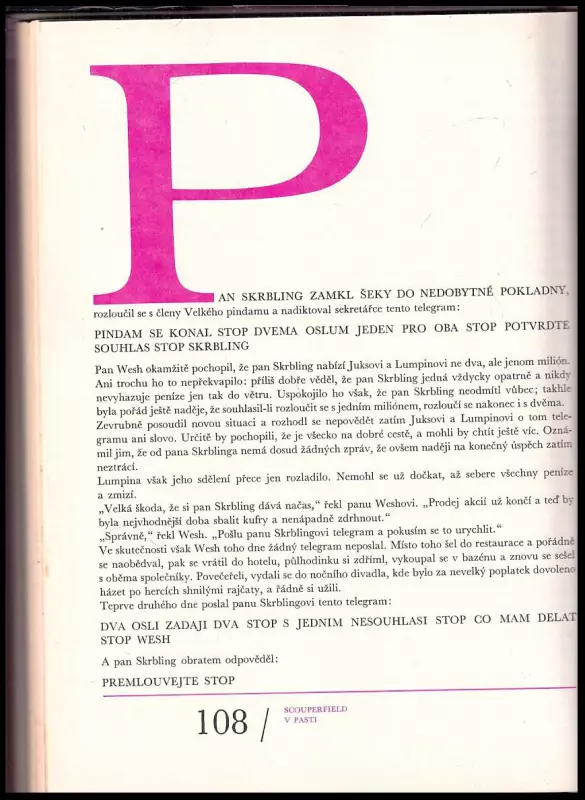 PAN SKRBLING ZAMKL ŠEKY DO NEDOBYTNÉ POKLADNY,
rozloučil se s členy Velkého pindamu a nadiktoval sekretářce tento telegram:
PINDAM SE KONAL STOP DVEMA OSLUM JEDEN PRO OBA STOP POTVRDTE
SOUHLAS STOP SKRBLING
Pan Wesh okamžitě pochopil, že pan Skrbling nabízí Juksovi a Lumpinovi ne dva, ale jenom milión.
Ani trochu ho to nepřekvapilo: příliš dobře věděl, že pan Skrbling jedná vždycky opatrně a nikdy
nevyhazuje peníze jen tak do větru. Uspokojilo ho však, že pan Skrbling neodmítl vůbec; takhle
byla pořád ještě naděje, že souhlasil-li rozloučit se s jedním miliónem, rozloučí se nakonec i s dvěma.
Zevrubně posoudil novou situaci a rozhodl se nepovědět zatím Juksovi a Lumpinovi o tom tele-
gramu ani slovo. Určitě by pochopili, že je všecko na dobré cestě, a mohli by chtít ještě víc. Ozná-
mil jim, že od pana Skrblinga nemá dosud žádných zpráv, že ovšem naději na konečný úspěch zatím
neztrácí.
Lumpina však jeho sdělení přece jen rozladilo. Nemohl se už dočkat, až sebere všechny peníze
a zmizí.
„Velká škoda, že si pan Skrbling dává načas,“ řekl panu Weshovi. „Prodej akcií už končí a teď by
byla nejvhodnější doba sbalit kufry a nenápadně zdrhnout.“
„Správně,“ řekl Wesh. „Pošlu panu Skrblingovi telegram a pokusím se to urychlit.“
Ve skutečnosti však Wesh toho dne žádný telegram neposlal. Místo toho šel do restaurace a pořádně
se naobědval, pak se vrátil do hotelu, půlhodinku si zdříml, vykoupal se v bazénu a znovu se sešel
s oběma společníky. Povečeřeli, vydali se do nočního divadla, kde bylo za nevelký poplatek dovoleno
házet po hercích shnilými rajčaty, a řádně si užili.
Teprve druhého dne poslal panu Skrblingovi tento telegram:
DVA OSLI ZADAJI DVA STOP S JEDNIM NESOUHLASI STOP CO MAM DELAT
STOP WESH
A pan Skrbling obratem odpověděl:
PREMLOUVEJTE STOP
108 / SCOUPERFIELD
V PASTI